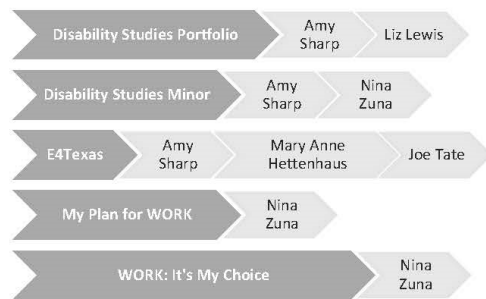 Disability Studies Portfolio
Amy
Sharp
Liz Lewis
Disability Studies Minor
Amy
Sharp
Nina
Zuna
E4Texas
Amy
Sharp
Mary Anne
Hettenhaus
Joe Tate
My Plan for WORK
Nina
Zuna
WORK: It's My Choice
Nina
Zuna